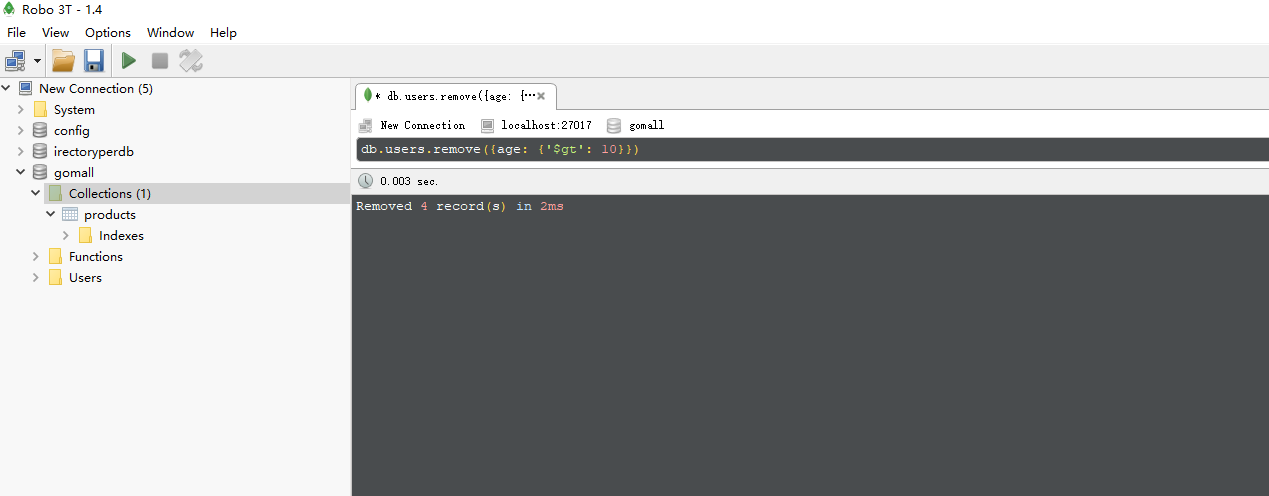 Robo 3T - 1.4
File View Options Window Help
New Connection (5)
System
config
irectoryperdb
gomall
Collections (1)
products
Indexes
Functions
Users
* db.users.remove({age: {⋯
New Connection localhost:27017 gomall
db.users.remove({age: {'$gt': 10}})
0.003 sec.
Removed 4 record(s) in 2ms